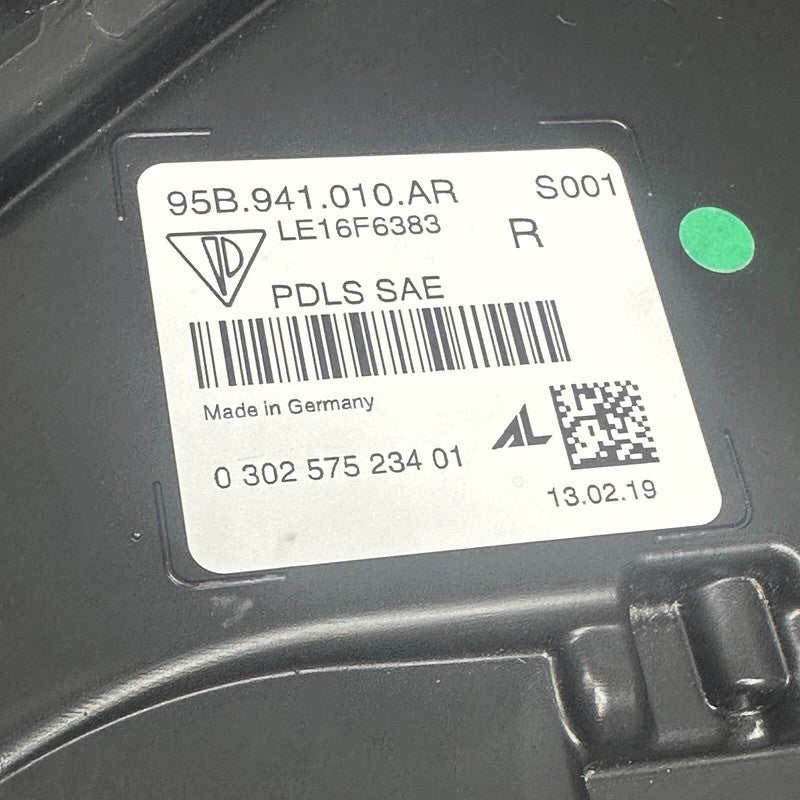 95B.941.010.AR S001
LE16F6383 R
PDLS SAE
Made in Germany
AL
0 302 575 234 01
13.02.19